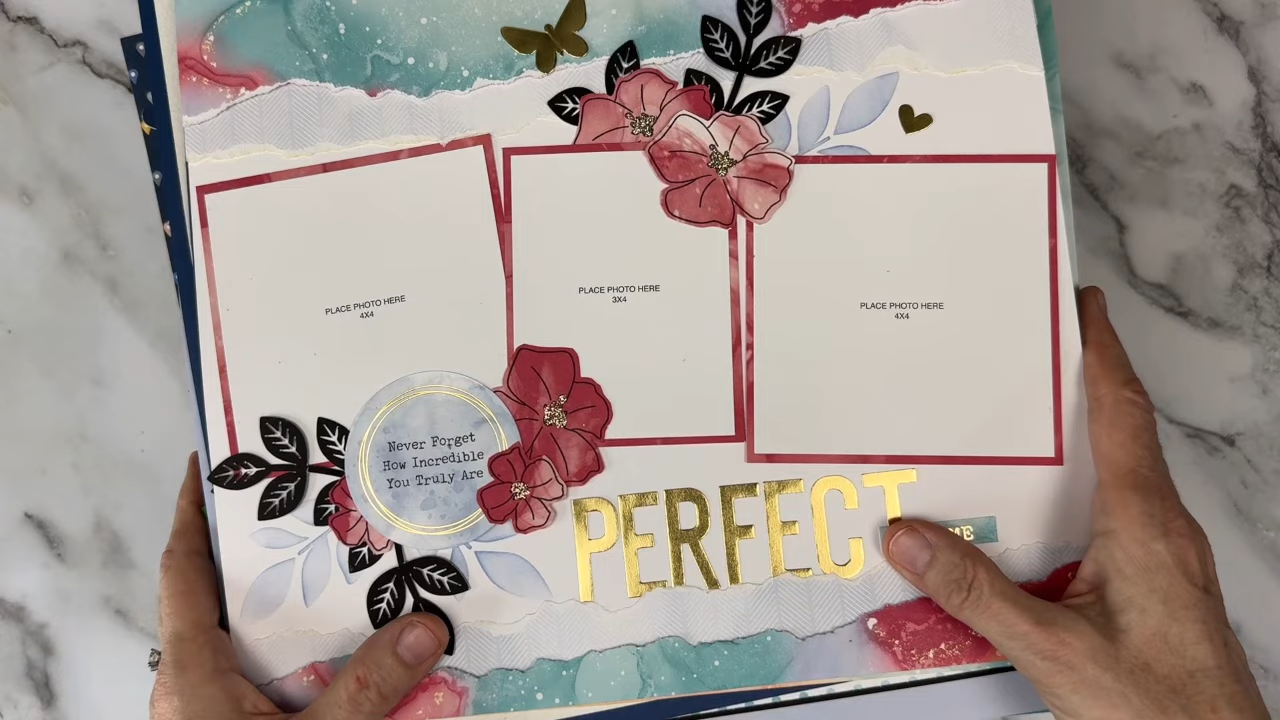 PLACE PHOTO HERE
4X4
PLACE PHOTO HERE
3X4
PLACE PHOTO HERE
4X4
Never Forget
How Incredible
You Truly Are
PERFECT